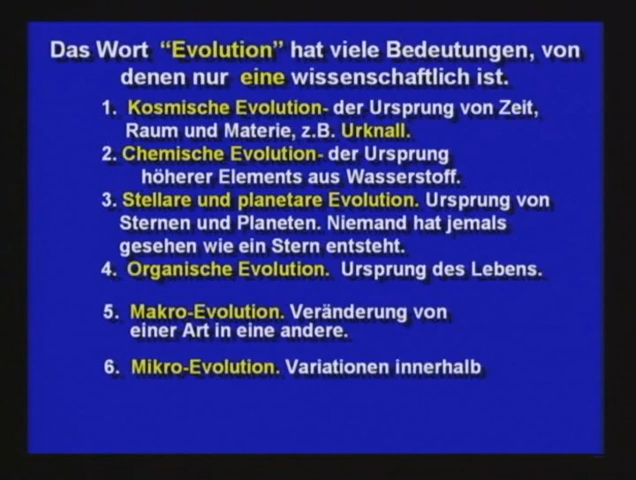 Das Wort “Evolution” hat viele Bedeutungen, von
denen nur eine wissenschaftlich ist.
1. Kosmische Evolution- der Ursprung von Zeit,
Raum und Materie, z.B. Urknall.
2. Chemische Evolution- der Ursprung
höherer Elements aus Wasserstoff.
3. Stellare und planetare Evolution. Ursprung von
Sternen und Planeten. Niemand hat jemals
gesehen wie ein Stern entsteht.
4. Organische Evolution. Ursprung des Lebens.
5. Makro-Evolution. Veränderung von
einer Art in eine andere.
6. Mikro-Evolution. Variationen innerhalb